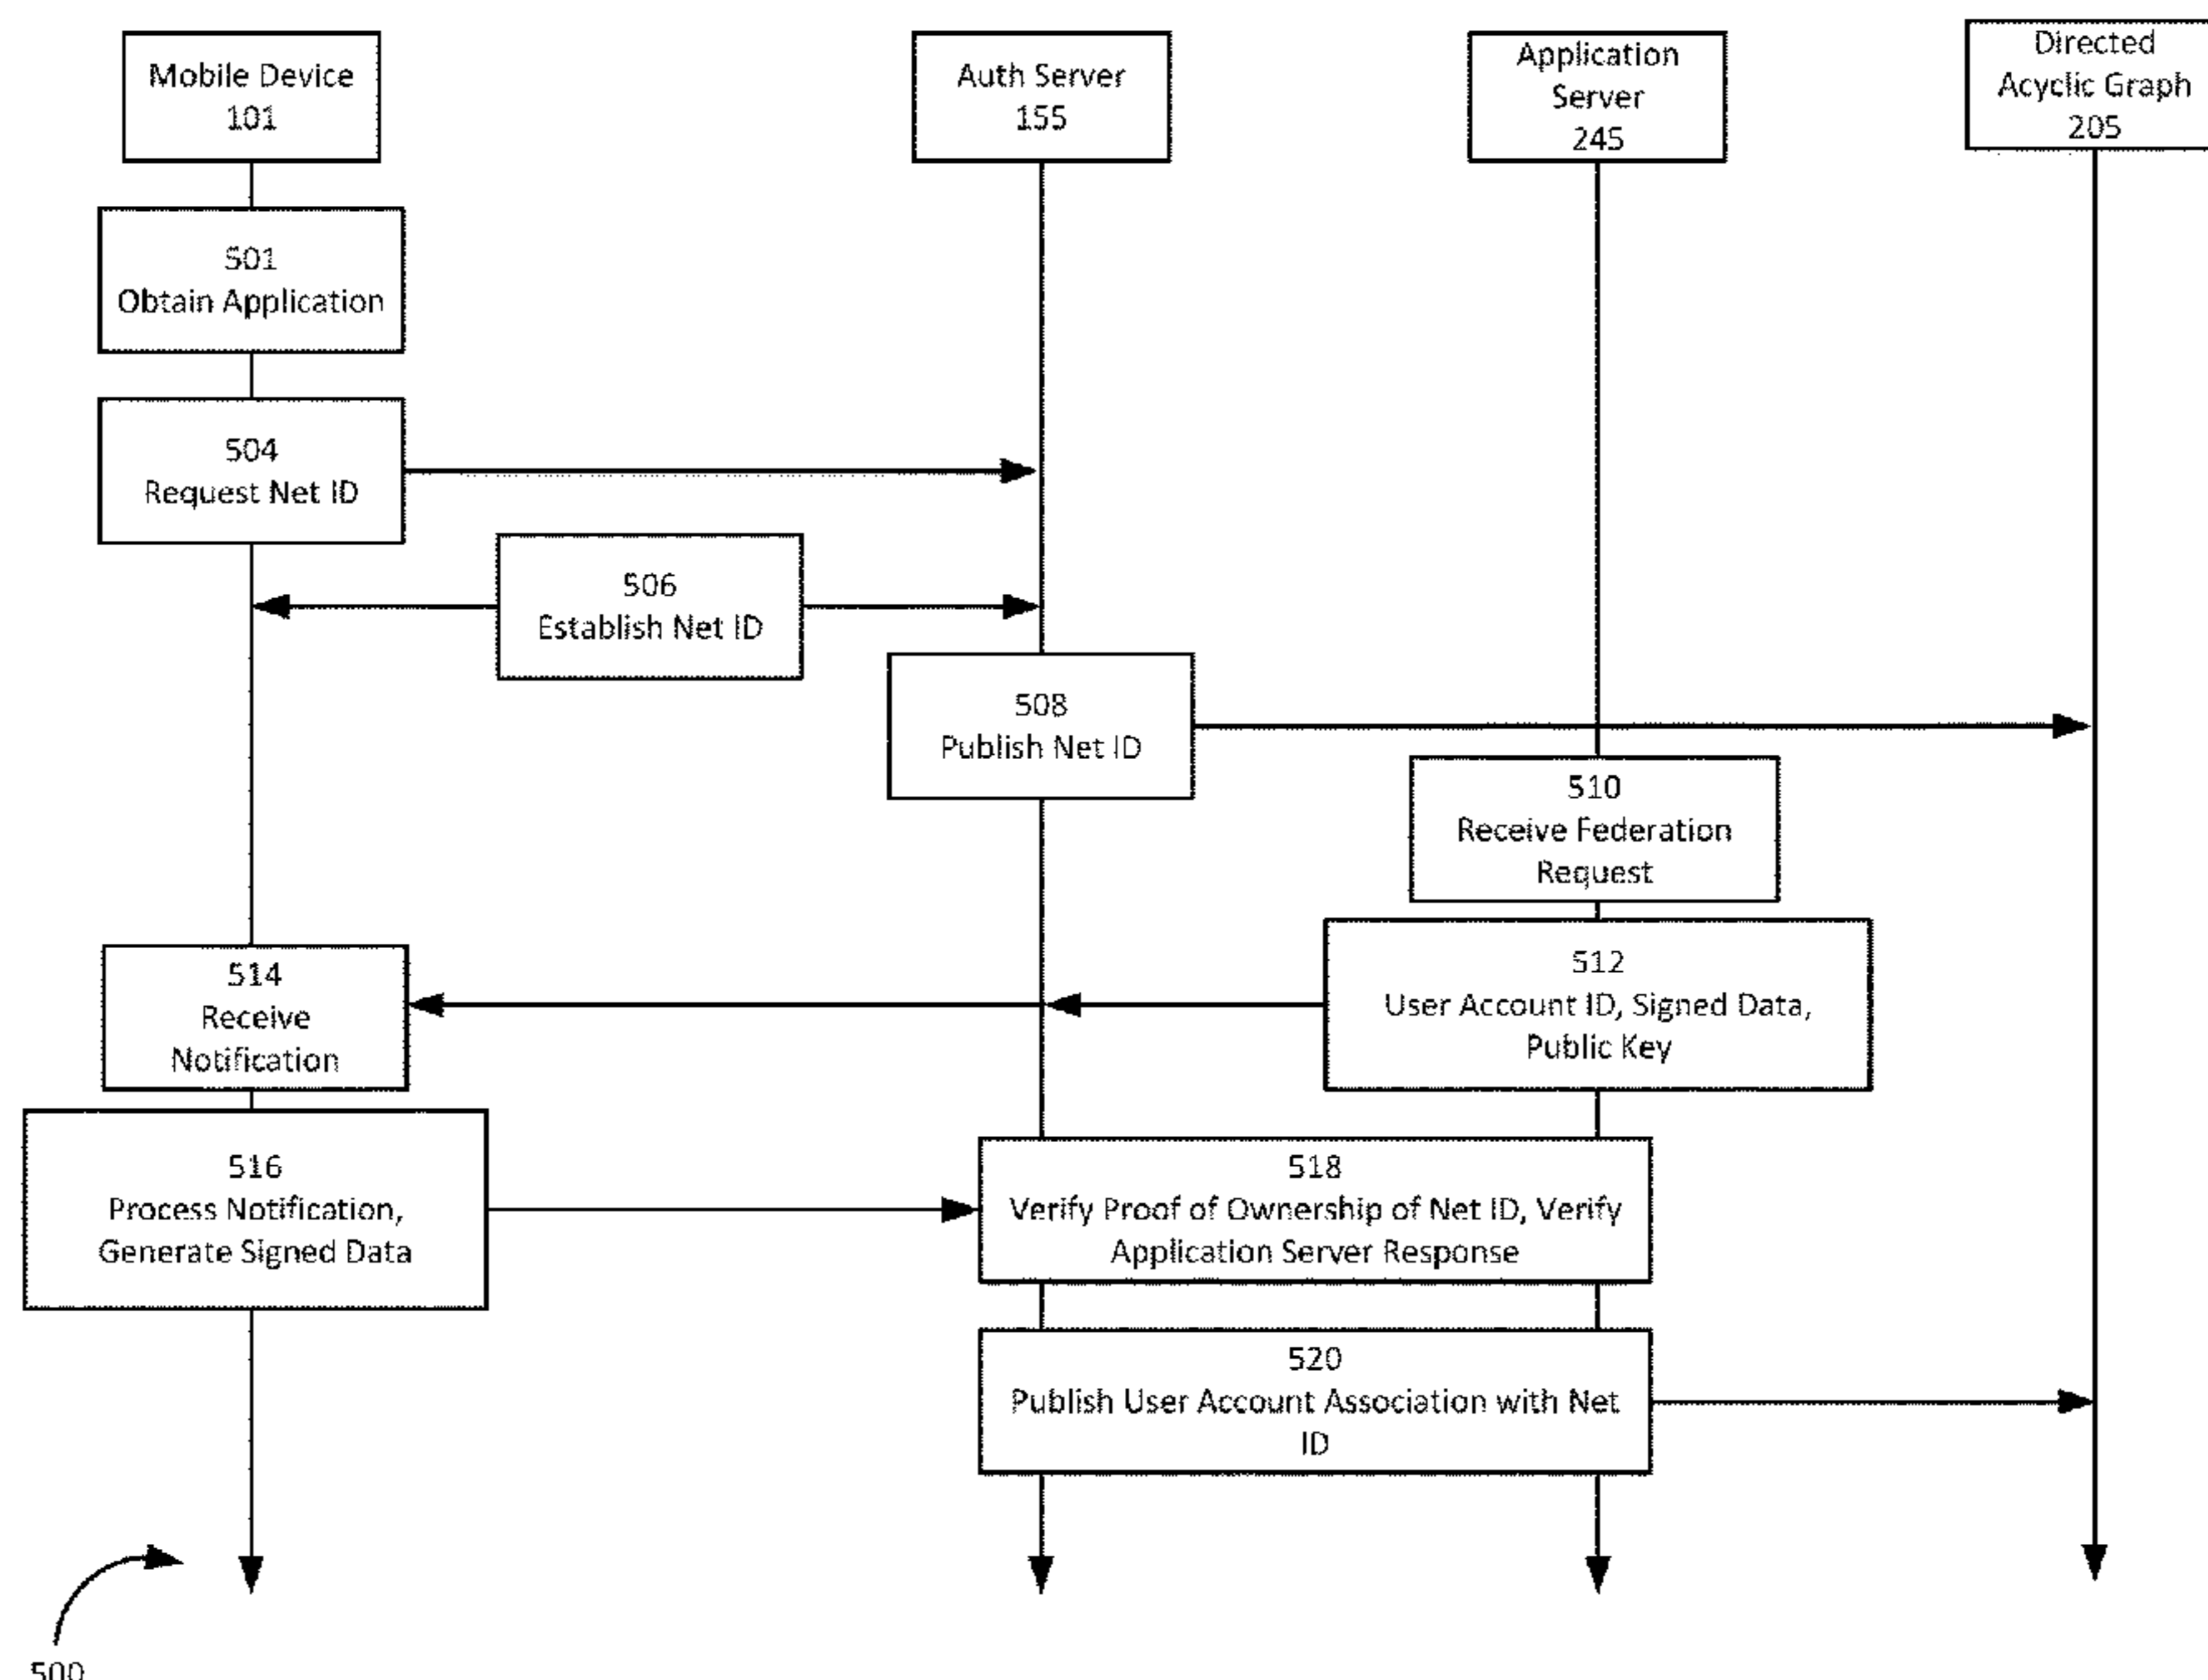 Mobile Device
101
Auth Server
155
Application
Server
245
Directed
Acyclic Graph
205
501
Obtain Application
504
Request Net ID
506
Establish Net ID
508
Publish Net ID
510
Receive Federation
Request
512
User Account ID, Signed Data,
Public Key
514
Receive
Notification
516
Process Notification,
Generate Signed Data
518
Verify Proof of Ownership of Net ID, Verify
Application Server Response
520
Publish User Account Association with Net
ID
500